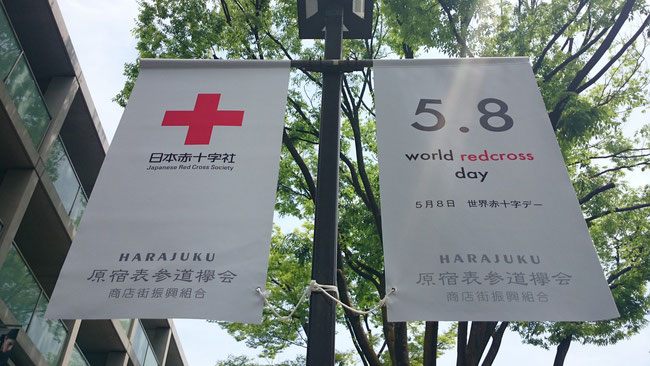 日本赤十字社
Japanese Red Cross Society
HARAJUKU
原宿表参道欅会
商店街振興組合
5.8
world redcross
day
5月8日 世界赤十字デー
HARAJUKU
原宿表参道欅会
商店街振興組合